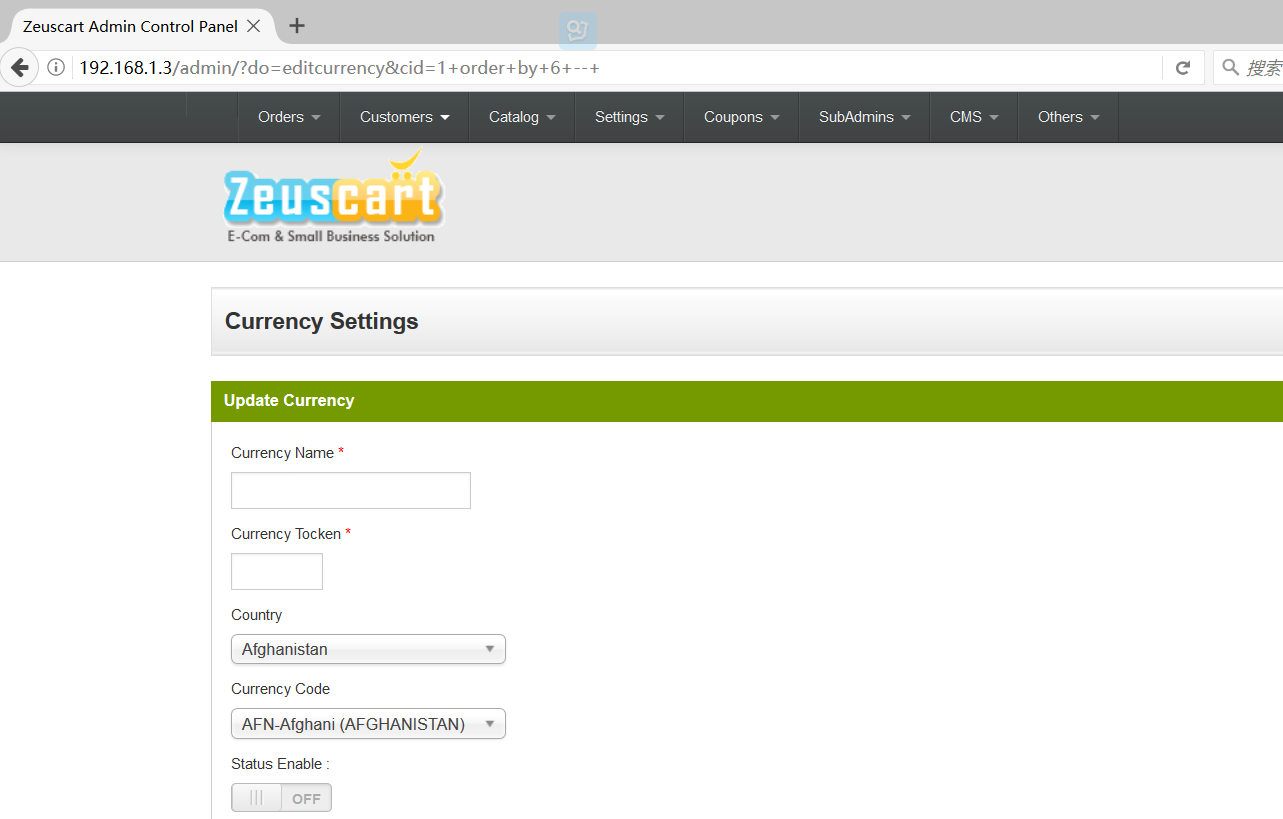 Zeuscart Admin Control Panel
192.168.1.3/admin/?do=editcurrency&cid=1+order+by+6+--+
搜索
Orders
Customers
Catalog
Settings
Coupons
SubAdmins
CMS
Others
Zeuscart
E-Com & Small Business Solution
Currency Settings
Update Currency
Currency Name *
Currency Tocken *
Country
Afghanistan
Currency Code
AFN-Afghani (AFGHANISTAN)
Status Enable :
OFF